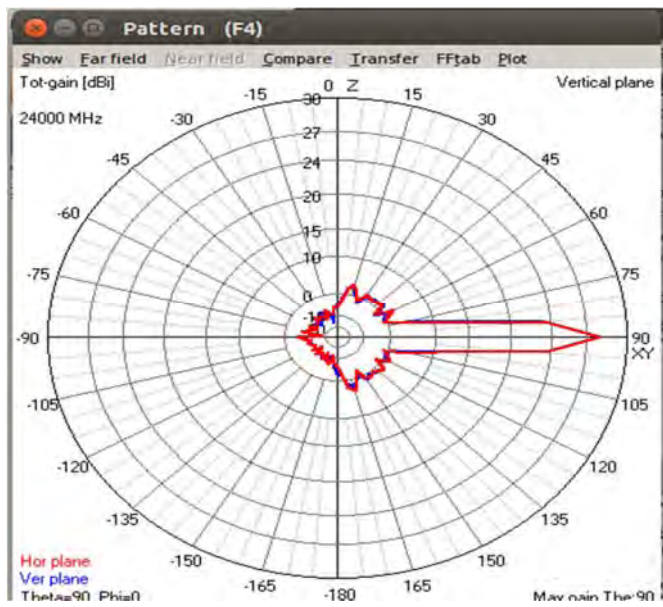 Pattern (F4)
Show Far field Near field Compare Transfer FFtab Plot
Tot-gain [dBi] 0 Z Vertical plane
-15 30 15
24000 MHz
-30 27 30
-45 24 45
-60 20 60
15
-75 10 75
0
-90 90
XY
-105 105
-120 120
-135 135
Hor plane -150 150
Ver plane
Theta=90 Phi=0 -165 -180 165 Max gain The:90